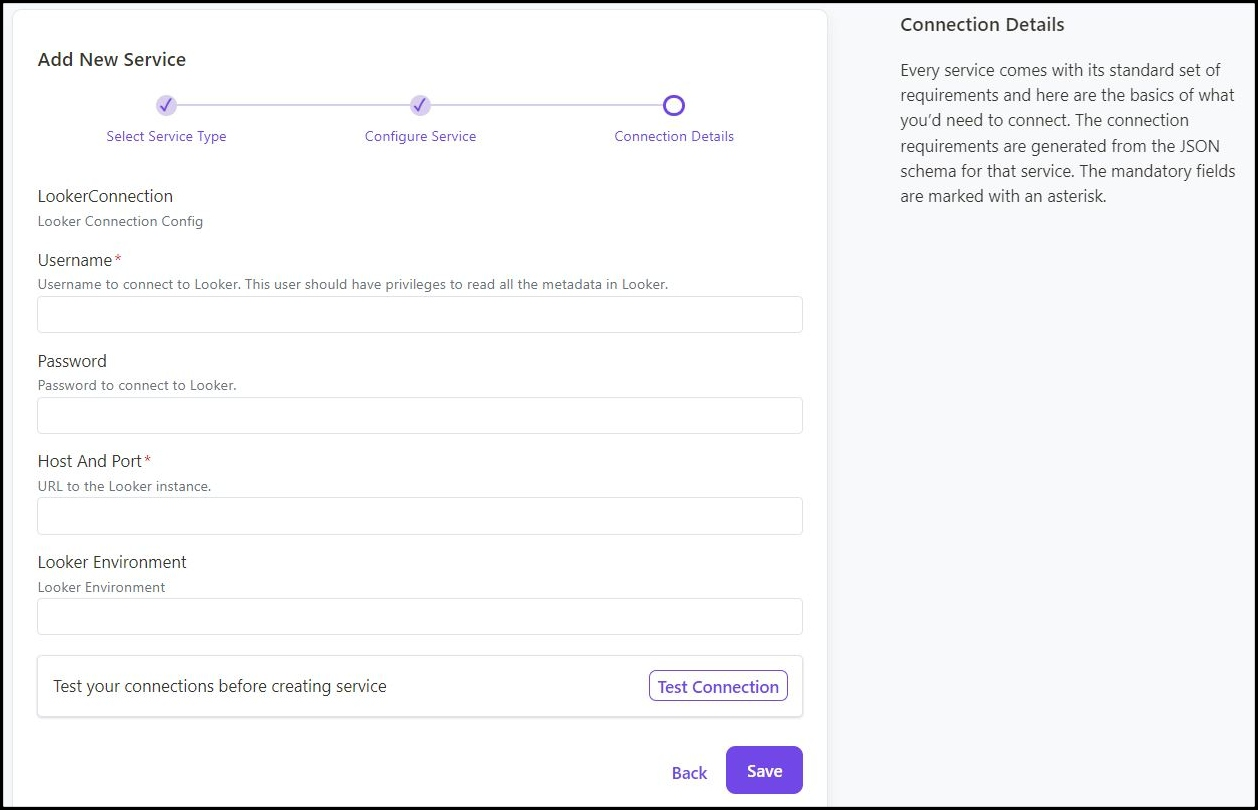 Add New Service
Select Service Type
Configure Service
Connection Details
LookerConnection
Looker Connection Config
Username*
Username to connect to Looker. This user should have privileges to read all the metadata in Looker.
Password
Password to connect to Looker.
Host And Port*
URL to the Looker instance.
Looker Environment
Looker Environment
Test your connections before creating service
Test Connection
Back
Save
Connection Details
Every service comes with its standard set of
requirements and here are the basics of what
you’d need to connect. The connection
requirements are generated from the JSON
schema for that service. The mandatory fields
are marked with an asterisk.